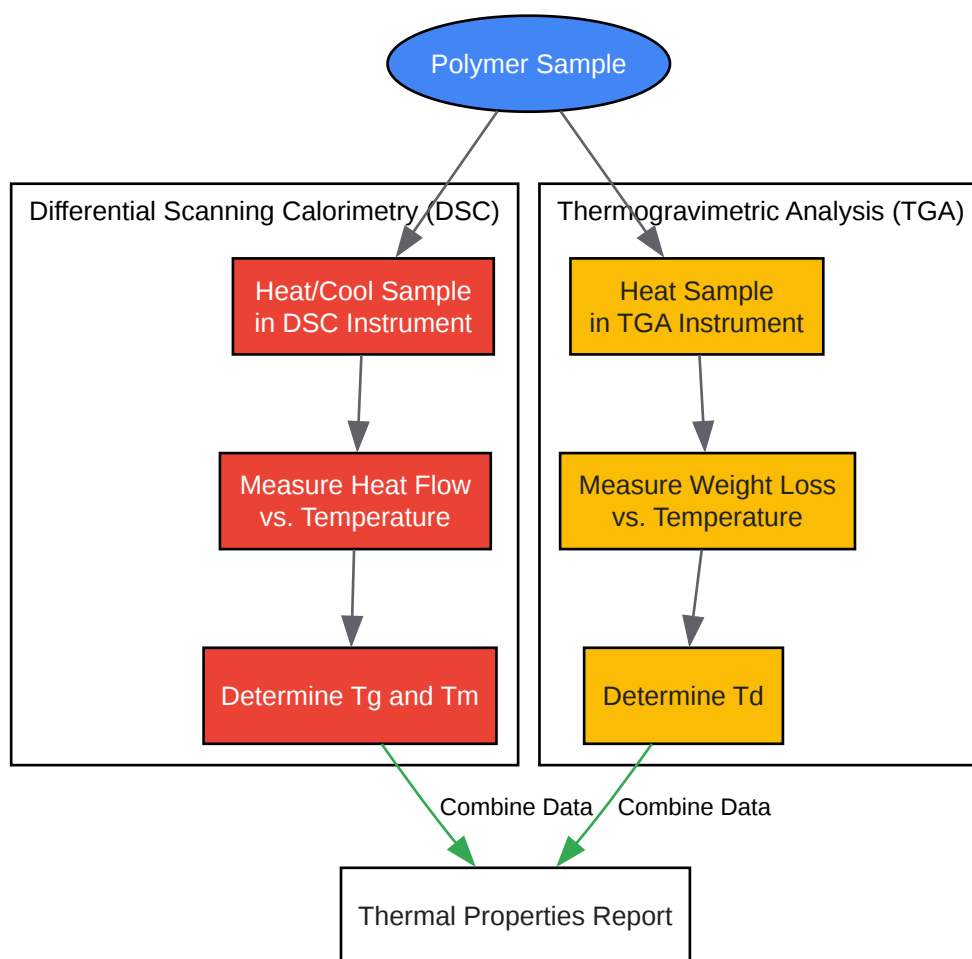 Polymer Sample
Differential Scanning Calorimetry (DSC)
Heat/Cool Sample
in DSC Instrument
Measure Heat Flow
vs. Temperature
Determine Tg and Tm
Thermogravimetric Analysis (TGA)
Heat Sample
in TGA Instrument
Measure Weight Loss
vs. Temperature
Determine Td
Combine Data
Combine Data
Thermal Properties Report